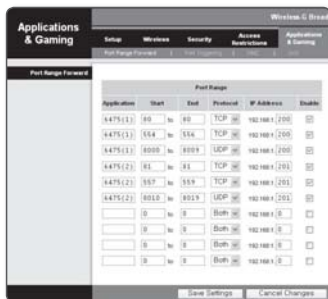 Wireless-G Broad
Applications & Gaming
Setup
Wireless
Security
Access Restrictions
Applications & Gaming
Port Range Forward
Port Triggering
DMZ
QoS
Port Range Forward
Port Range
Application Start End Protocol IP Address Enable
6475(1) 80 to 80 TCP 192.168.1. 200
6475(1) 554 to 556 TCP 192.168.1. 200
6475(1) 8000 to 8009 UDP 192.168.1. 200
6475(2) 81 to 81 TCP 192.168.1. 201
6475(2) 557 to 559 TCP 192.168.1. 201
6475(2) 8010 to 8019 UDP 192.168.1. 201
0 to 0 Both 192.168.1. 0
0 to 0 Both 192.168.1. 0
0 to 0 Both 192.168.1. 0
0 to 0 Both 192.168.1. 0
Save Settings Cancel Changes